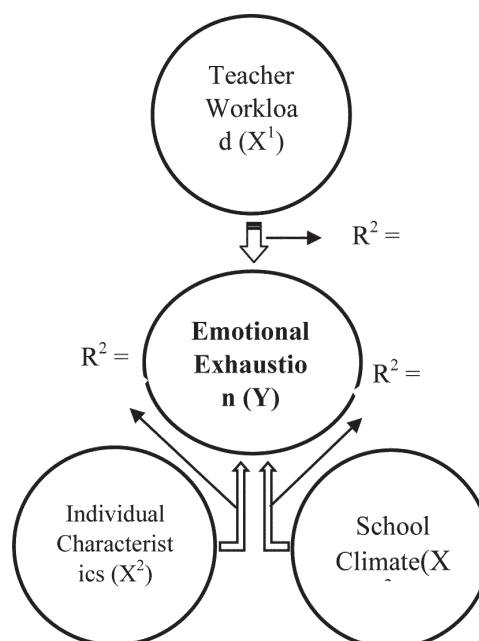 Teacher
Workloa
d (X¹)
R² =
Emotional
Exhaustio
n (Y)
R² =
R² =
Individual
Characterist
ics (X²)
School
Climate(X